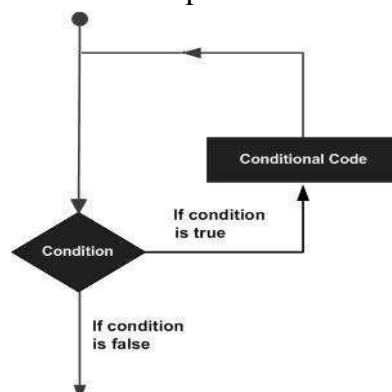 Conditional Code
If condition
is true
Condition
If condition
is false